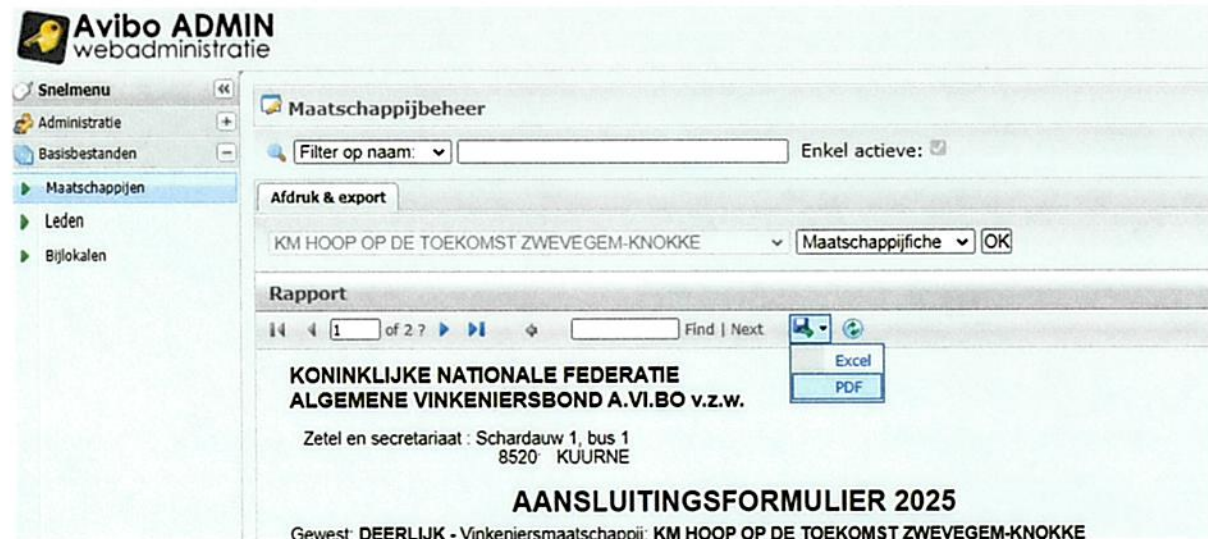 Avibo ADMIN
webadministratie
Snelmenu
Administratie
Basisbestanden
Maatschappijen
Leden
Bijlokalen
Maatschappijbeheer
Filter op naam: Enkel actieve:
Afdruk & export
KM HOOP OP DE TOEKOMST ZWEVEGEM-KNOKKE Maatschappijfiche OK
Rapport
1 of 2 ? Find | Next
Excel
PDF
KONINKLIJKE NATIONALE FEDERATIE
ALGEMENE VINKENIERSBOND A.VI.BO v.z.w.
Zetel en secretariaat : Schardauw 1, bus 1
8520 KUURNE
AANSLUITINGSFORMULIER 2025
Gewest: DEERLIJK - Vinkeniersmaatschappij: KM HOOP OP DE TOEKOMST ZWEVEGEM-KNOKKE